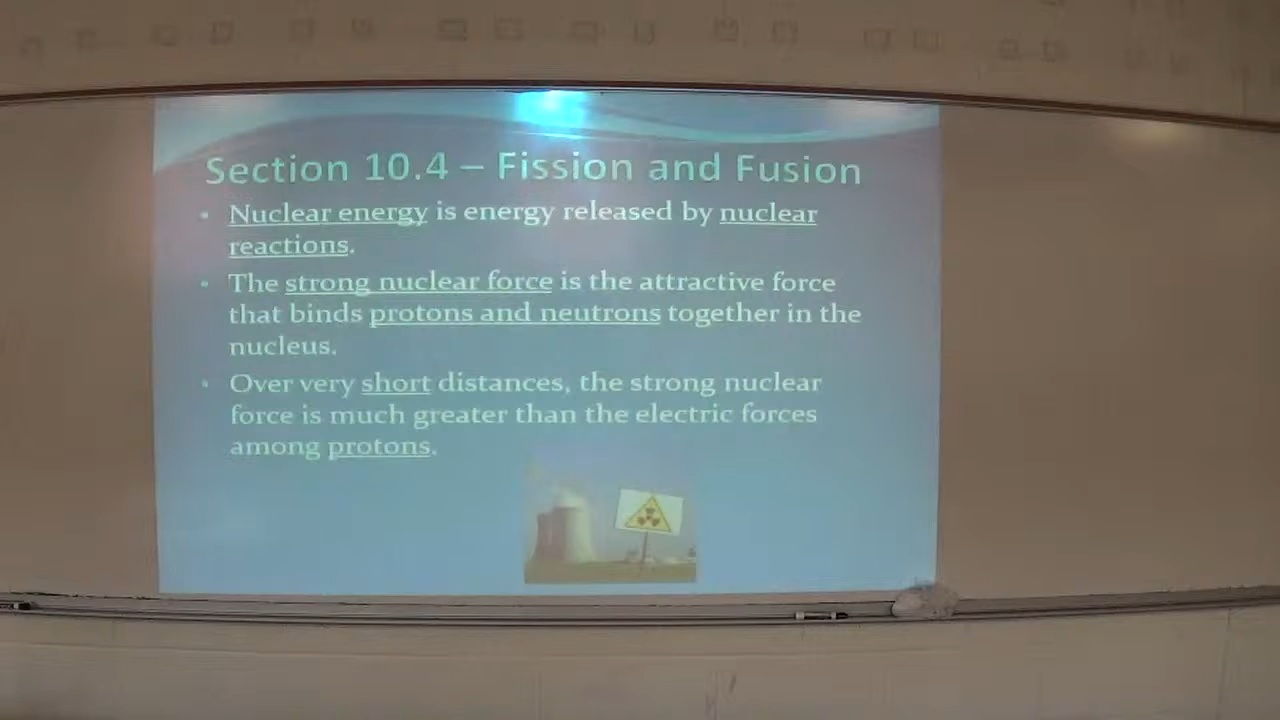 Section 10.4 – Fission and Fusion
• Nuclear energy is energy released by nuclear
reactions.
• The strong nuclear force is the attractive force
that binds protons and neutrons together in the
nucleus.
• Over very short distances, the strong nuclear
force is much greater than the electric forces
among protons.